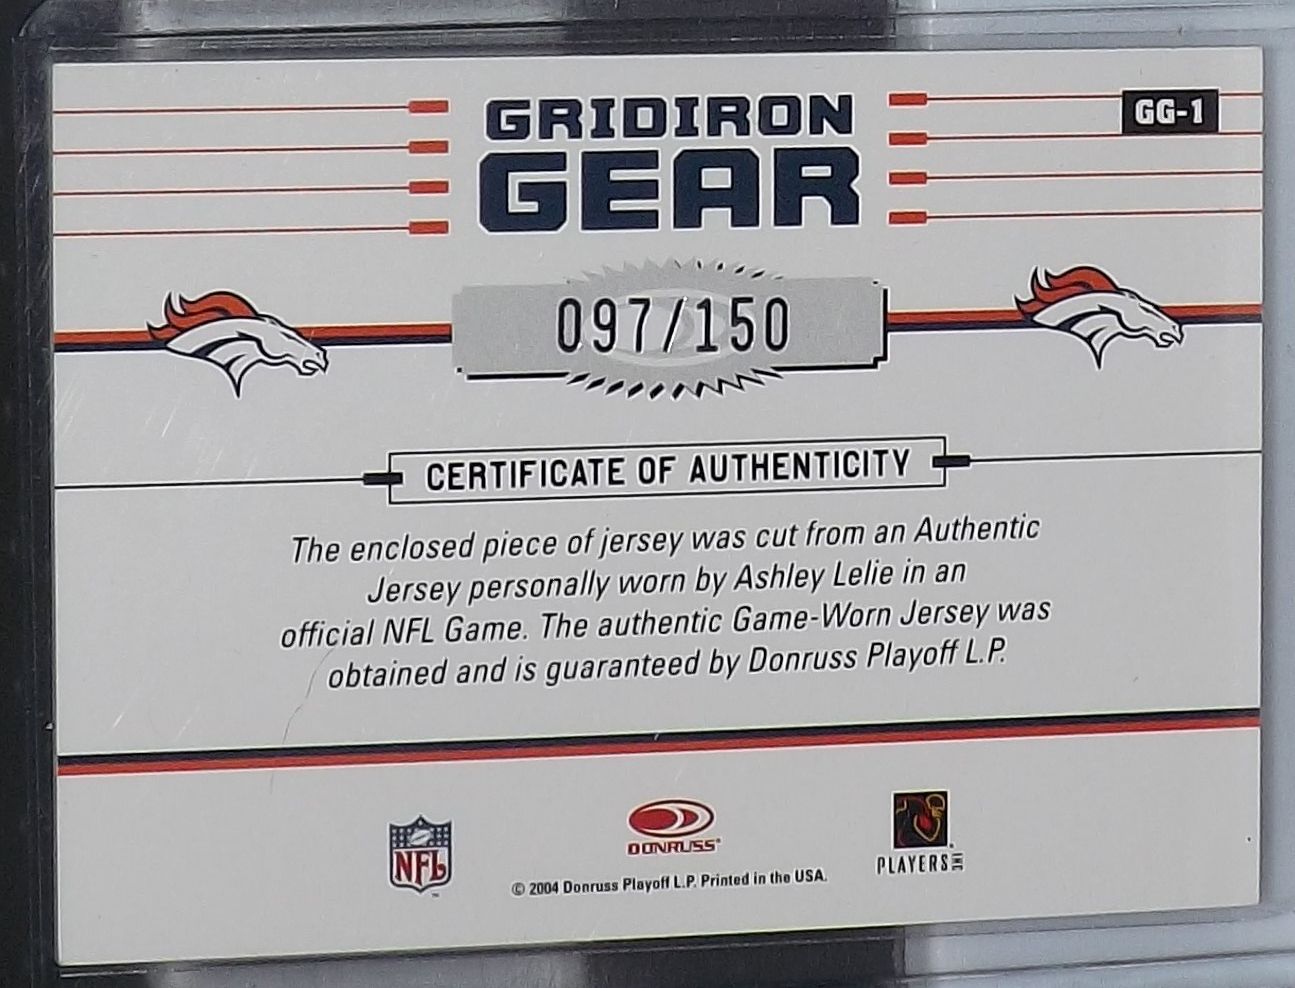 GRIDIRON
GEAR
GG-1
097/150
CERTIFICATE OF AUTHENTICITY
The enclosed piece of jersey was cut from an Authentic
Jersey personally worn by Ashley Lelie in an
official NFL Game. The authentic Game-Worn Jersey was
obtained and is guaranteed by Donruss Playoff L.P.
NFL
DONRUSS
PLAYERS INC
© 2004 Donruss Playoff L.P. Printed in the USA.